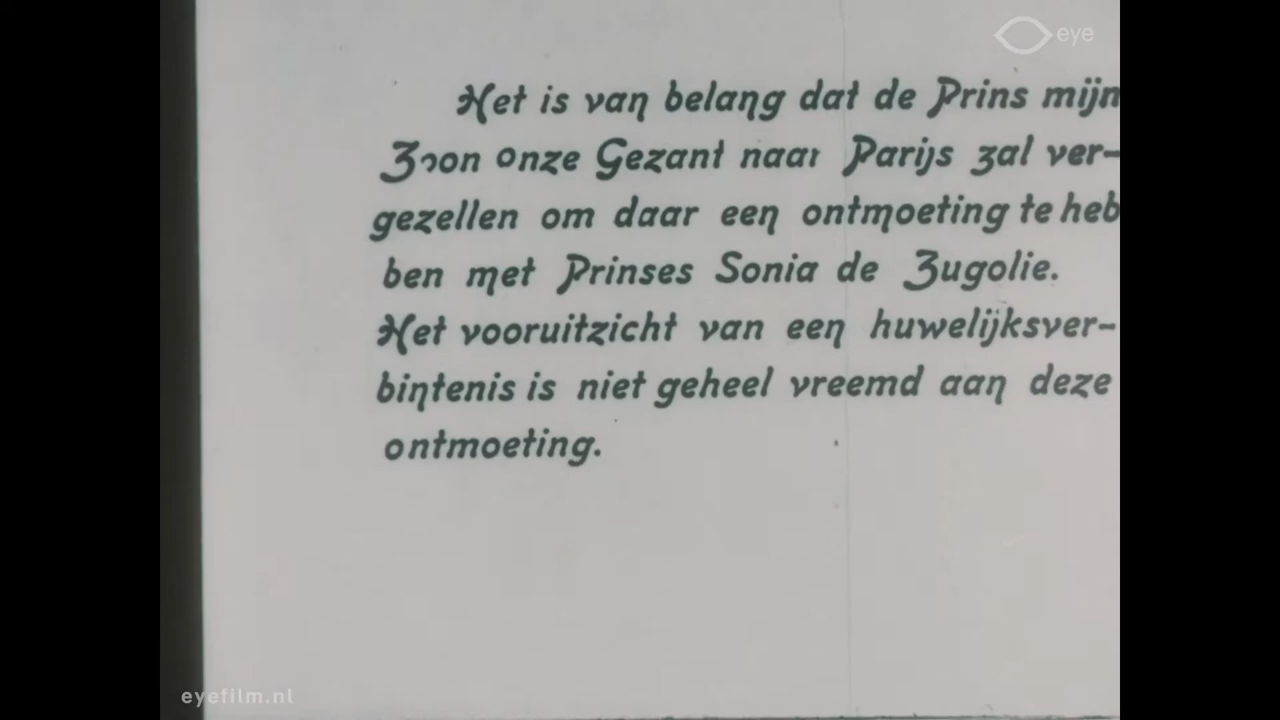 eye
Het is van belang dat de Prins mijn
Zoon onze Gezant naar Parijs zal ver-
gezellen om daar een ontmoeting te heb
ben met Prinses Sonia de Zugolie.
Het vooruitzicht van een huwelijksver-
bintenis is niet geheel vreemd aan deze
ontmoeting.
eyefilm.nl